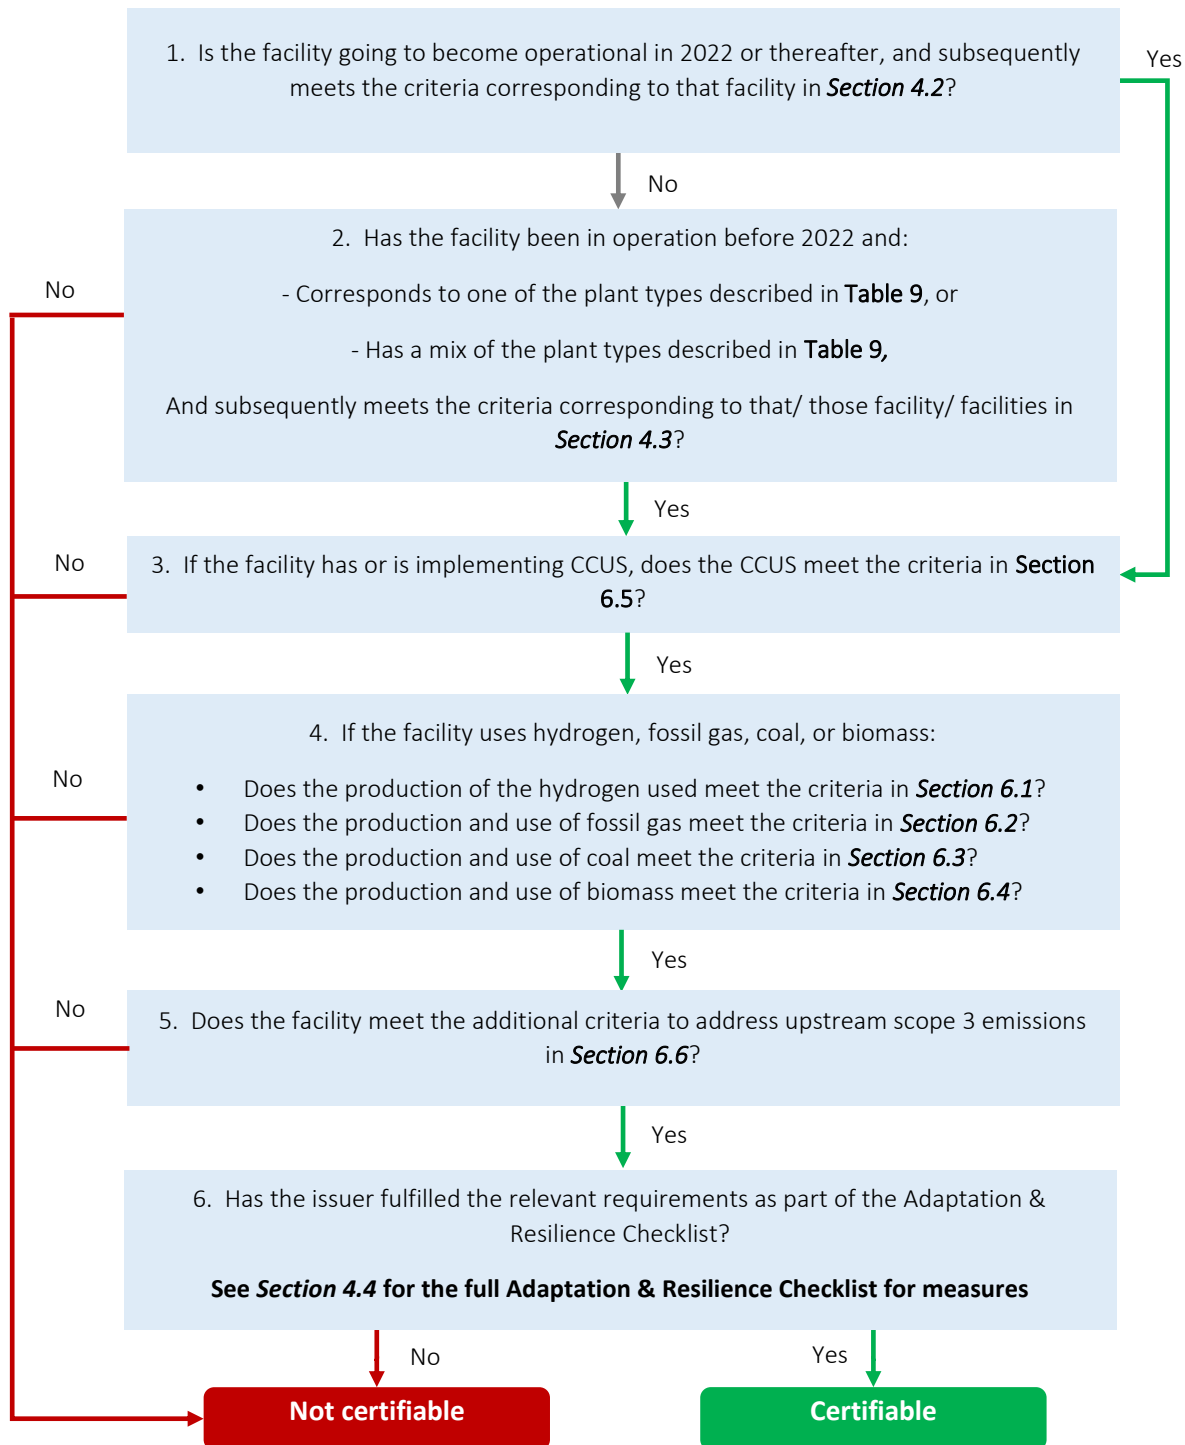 1. Is the facility going to become operational in 2022 or thereafter, and subsequently
meets the criteria corresponding to that facility in Section 4.2?
Yes
No
2. Has the facility been in operation before 2022 and:
No
- Corresponds to one of the plant types described in Table 9, or
- Has a mix of the plant types described in Table 9,
And subsequently meets the criteria corresponding to that/ those facility/ facilities in
Section 4.3?
Yes
No
3. If the facility has or is implementing CCUS, does the CCUS meet the criteria in Section
6.5?
Yes
4. If the facility uses hydrogen, fossil gas, coal, or biomass:
No
• Does the production of the hydrogen used meet the criteria in Section 6.1?
• Does the production and use of fossil gas meet the criteria in Section 6.2?
• Does the production and use of coal meet the criteria in Section 6.3?
• Does the production and use of biomass meet the criteria in Section 6.4?
Yes
No
5. Does the facility meet the additional criteria to address upstream scope 3 emissions
in Section 6.6?
Yes
6. Has the issuer fulfilled the relevant requirements as part of the Adaptation &
Resilience Checklist?
See Section 4.4 for the full Adaptation & Resilience Checklist for measures
No
Yes
Not certifiable
Certifiable